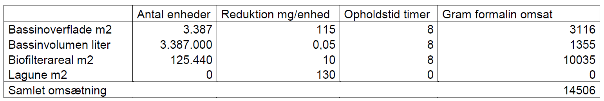 Antal enheder Reduktion mg/enhed Opholdstid timer Gram formalin omsat
Bassinoverflade m2 3.387 115 8 3116
Bassinvolumen liter 3.387.000 0,05 8 1355
Biofilterareal m2 125.440 10 8 10035
Lagune m2 0 130 0 0
Samlet omsætning 14506